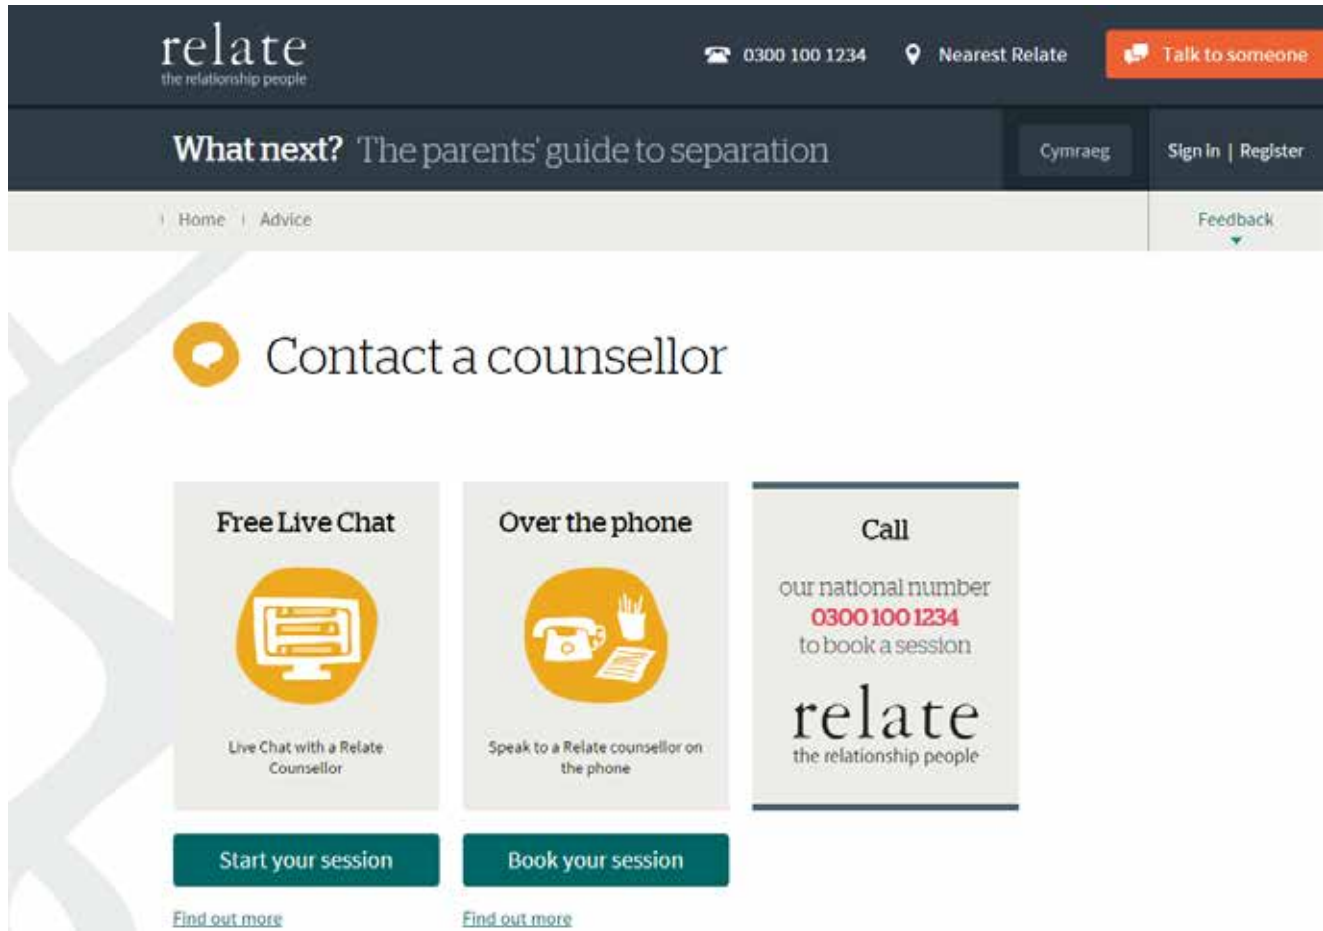 relate
the relationship people
0300 100 1234
Nearest Relate
Talk to someone
What next? The parents' guide to separation
Cymraeg
Sign in | Register
Home
Advice
Feedback
Contact a counsellor
Free Live Chat
Live Chat with a Relate
Counsellor
Start your session
Find out more
Over the phone
Speak to a Relate counsellor on
the phone
Book your session
Find out more
Call
our national number
0300 100 1234
to book a session
relate
the relationship people